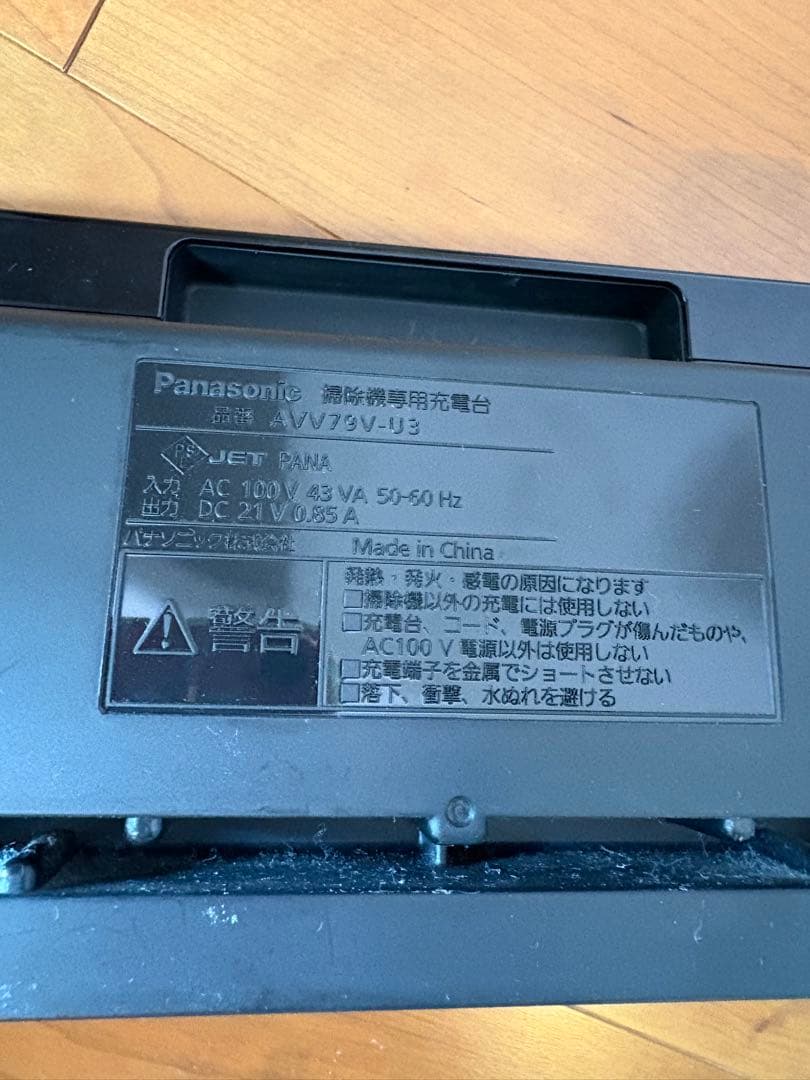 Panasonic 掃除機専用充電台
品番 AVV79V-U3
PS JET PANA
入力 AC 100 V 43 VA 50-60 Hz
出力 DC 21 V 0.85 A
パナソニック株式会社 Made in China
警告
発熱・発火・感電の原因になります
□掃除機以外の充電には使用しない
□充電台、コード、電源プラグが傷んだものや、
AC100 V 電源以外は使用しない
□充電端子を金属でショートさせない
□落下、衝撃、水ぬれを避ける